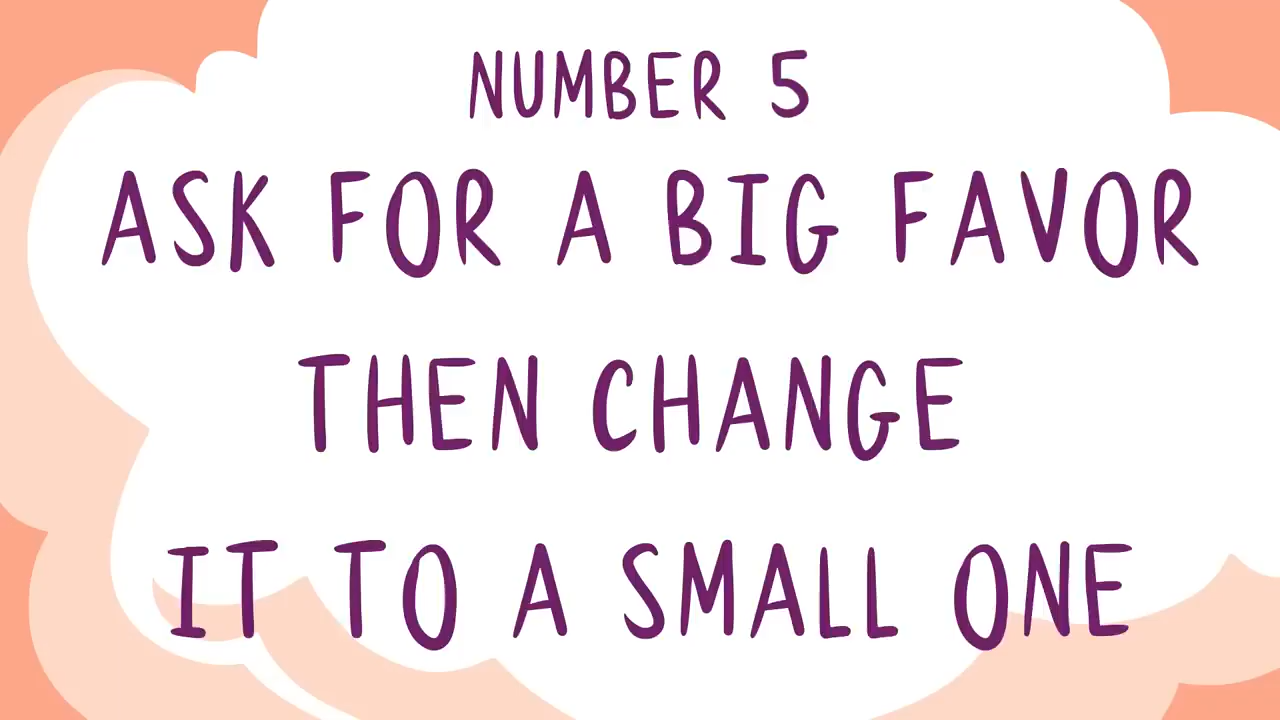 NUMBER 5
ASK FOR A BIG FAVOR
THEN CHANGE
IT TO A SMALL ONE